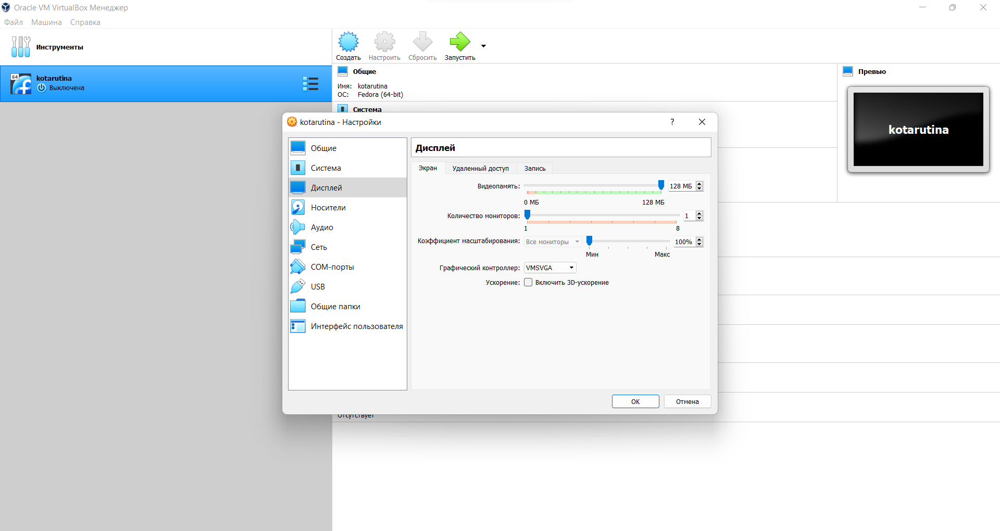 Oracle VM VirtualBox Менеджер
Файл Машина Справка
Инструменты
Создать Настроить Сбросить Запустить
64
kotarutina
Выключена
Общие
Имя: kotarutina
ОС: Fedora (64-bit)
Система
Превью
kotarutina
kotarutina - Настройки
?
Общие
Система
Дисплей
Носители
Аудио
Сеть
COM-порты
USB
Общие папки
Интерфейс пользователя
Дисплей
Экран Удаленный доступ Запись
Видеопамять: 128 МБ
0 МБ 128 МБ
Количество мониторов: 1
1 8
Коэффициент масштабирования: Все мониторы 100%
Мин Макс
Графический контроллер: VMSVGA
Ускорение: Включить 3D-ускорение
OK Отмена
Отсутствует